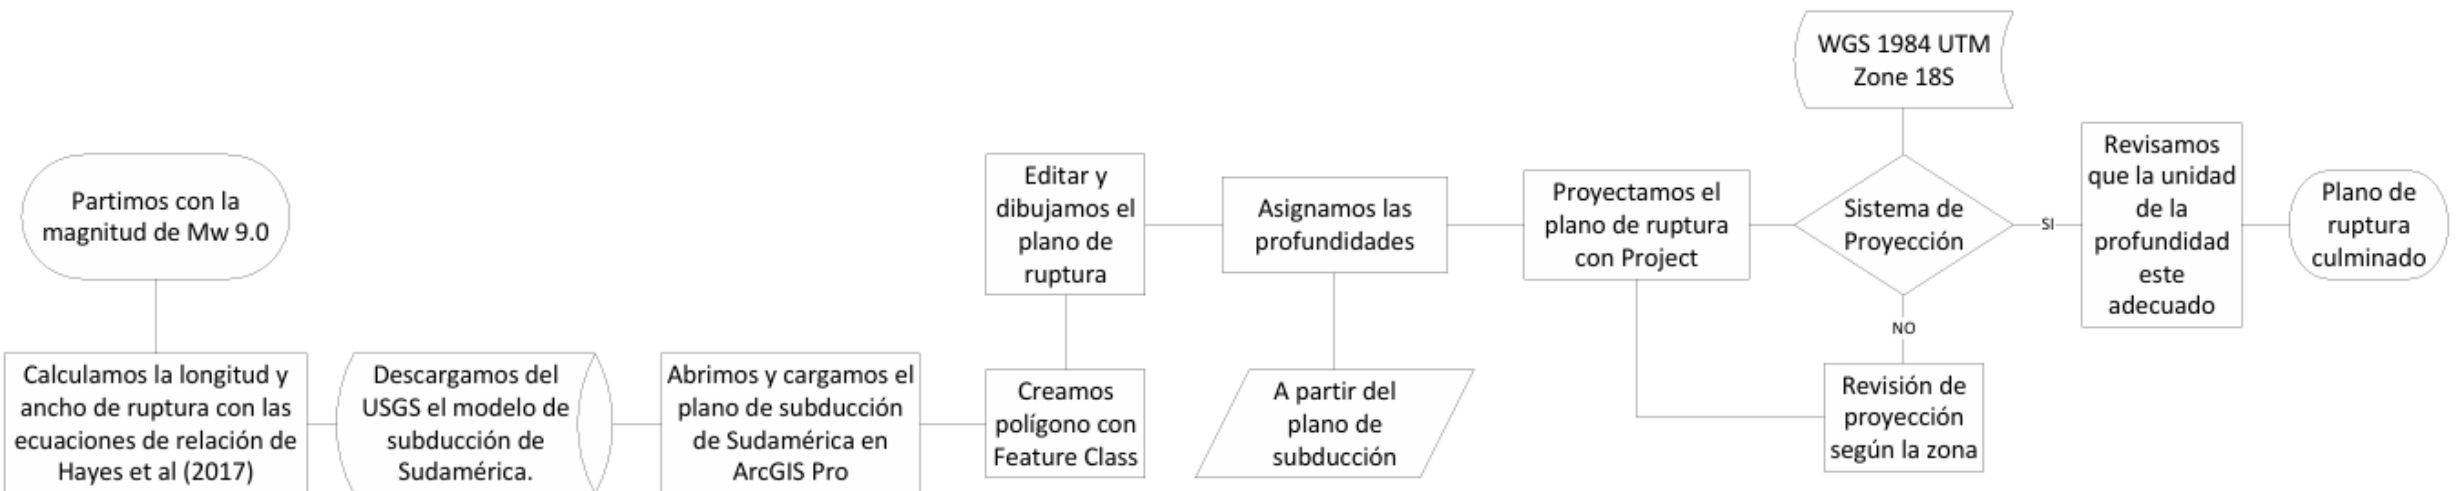 Partimos con la
magnitud de Mw 9.0
Calculamos la longitud y
ancho de ruptura con las
ecuaciones de relación de
Hayes et al (2017)
Descargamos del
USGS el modelo de
subducción de
Sudamérica.
Abrimos y cargamos el
plano de subducción
de Sudamérica en
ArcGIS Pro
Creamos
polígono con
Feature Class
Editar y
dibujamos el
plano de
ruptura
Asignamos las
profundidades
A partir del
plano de
subducción
Proyectamos el
plano de ruptura
con Project
WGS 1984 UTM
Zone 18S
Sistema de
Proyección
NO
Revisión de
proyección
según la zona
SI
Revisamos
que la unidad
de la
profundidad
este
adecuado
Plano de
ruptura
culminado